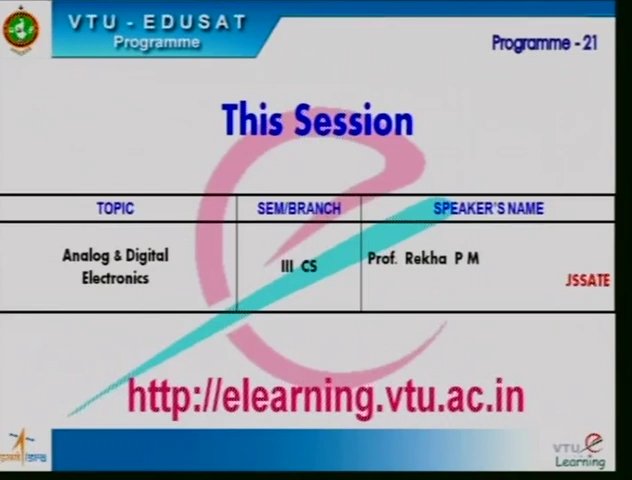 VTU - EDUSAT
Programme
Programme - 21
This Session
TOPIC
SEM/BRANCH
SPEAKER'S NAME
Analog & Digital
Electronics
III CS
Prof. Rekha P M
JSSATE
http://elearning.vtu.ac.in
VTU
Learning